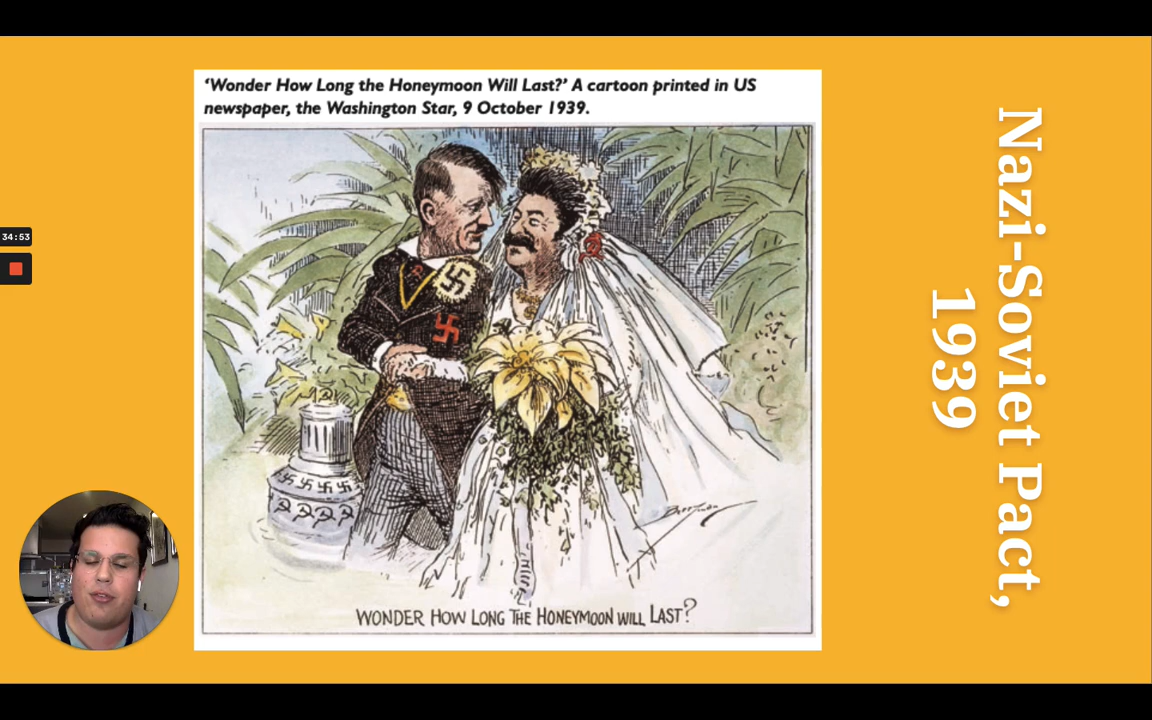 ‘Wonder How Long the Honeymoon Will Last?’ A cartoon printed in US
newspaper, the Washington Star, 9 October 1939.
WONDER HOW LONG THE HONEYMOON WILL LAST?
Nazi-Soviet Pact,
1939
34:53